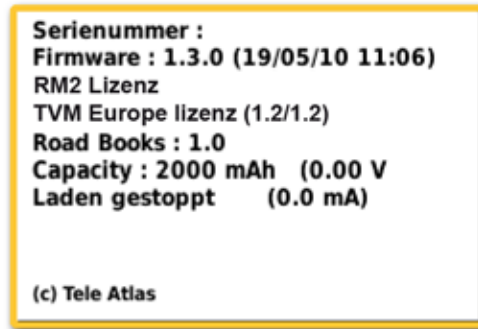 Serienummer :
Firmware : 1.3.0 (19/05/10 11:06)
RM2 Lizenz
TVM Europe lizenz (1.2/1.2)
Road Books : 1.0
Capacity : 2000 mAh (0.00 V
Laden gestoppt (0.0 mA)
(c) Tele Atlas